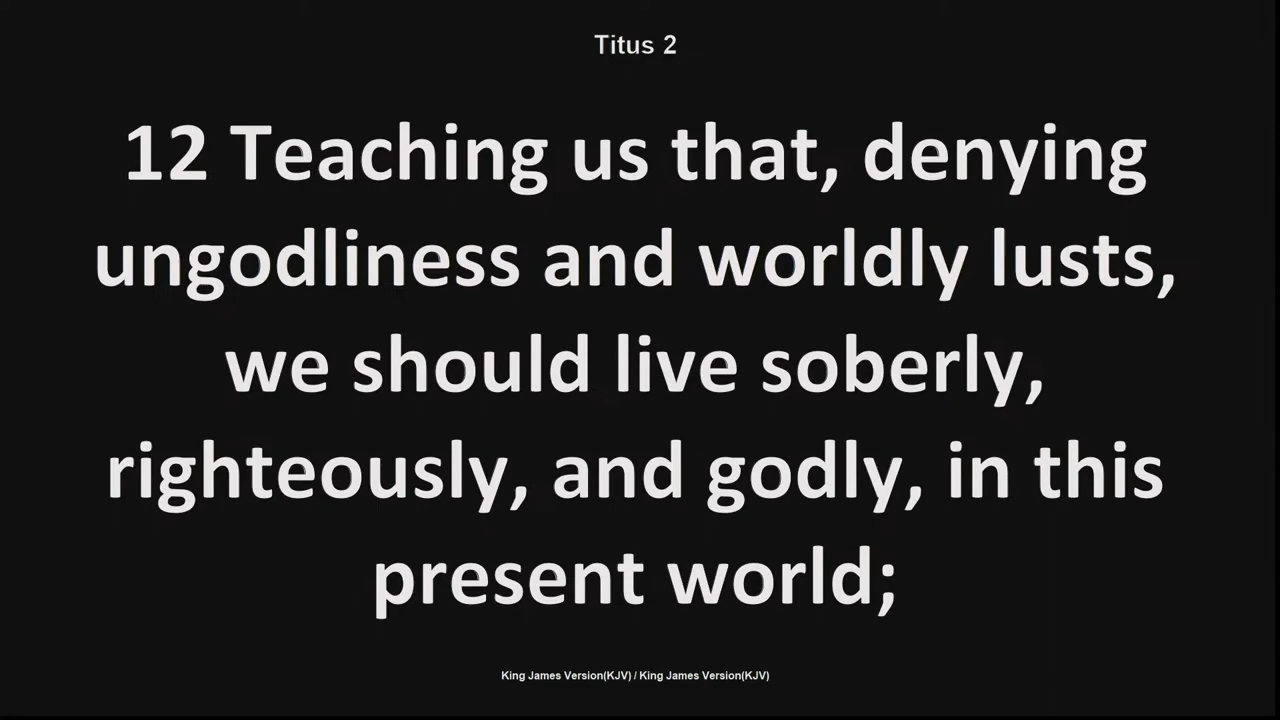 Titus 2
12 Teaching us that, denying
ungodliness and worldly lusts,
we should live soberly,
righteously, and godly, in this
present world;
King James Version(KJV) / King James Version(KJV)